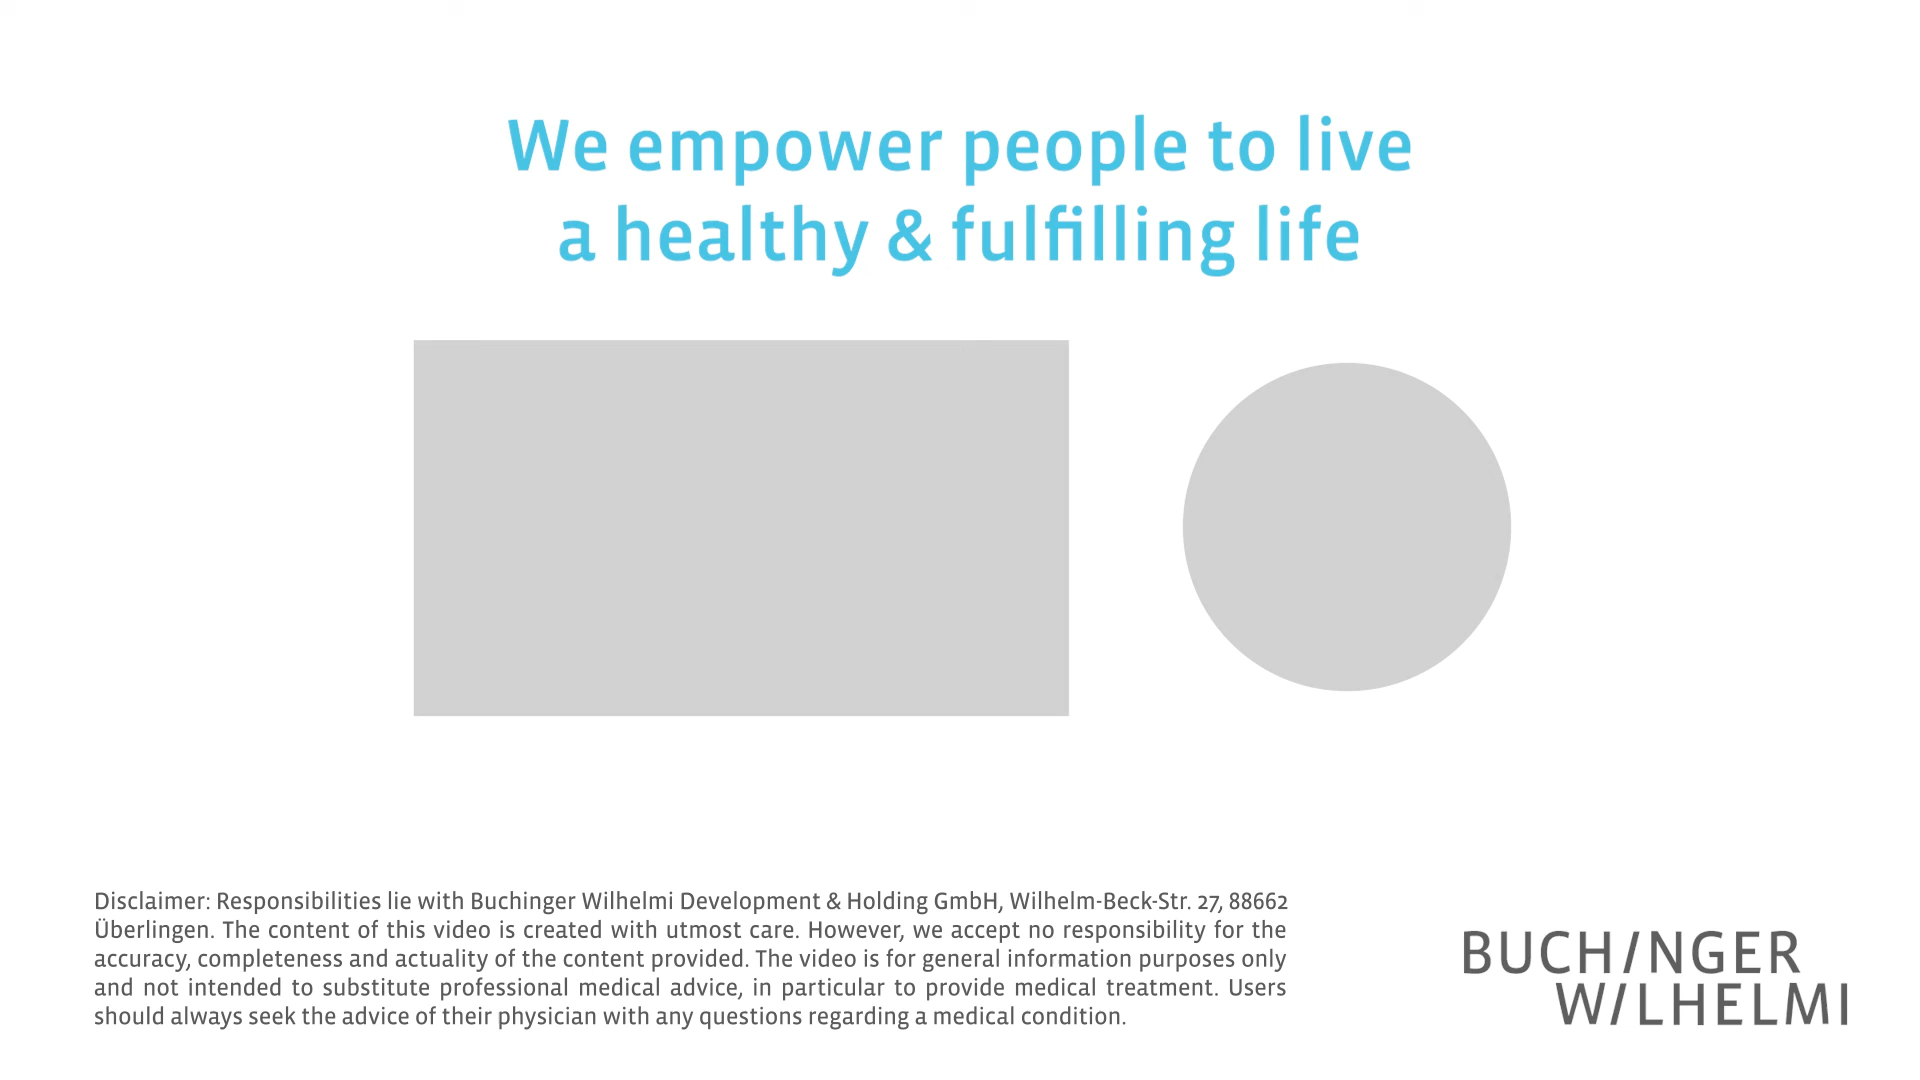 We empower people to live
a healthy & fulfilling life
Disclaimer: Responsibilities lie with Buchinger Wilhelmi Development & Holding GmbH, Wilhelm-Beck-Str. 27, 88662
Überlingen. The content of this video is created with utmost care. However, we accept no responsibility for the
accuracy, completeness and actuality of the content provided. The video is for general information purposes only
and not intended to substitute professional medical advice, in particular to provide medical treatment. Users
should always seek the advice of their physician with any questions regarding a medical condition.
BUCHINGER
WILHELMI